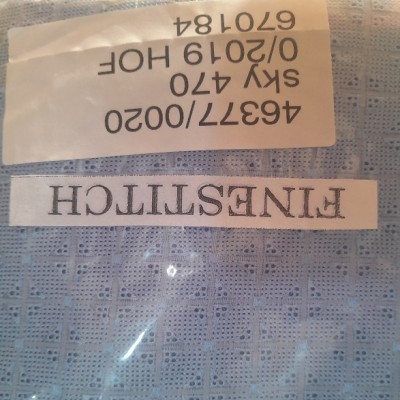 FINESTITCH
46377/0020
sky 470
0/2019 HOF
670184